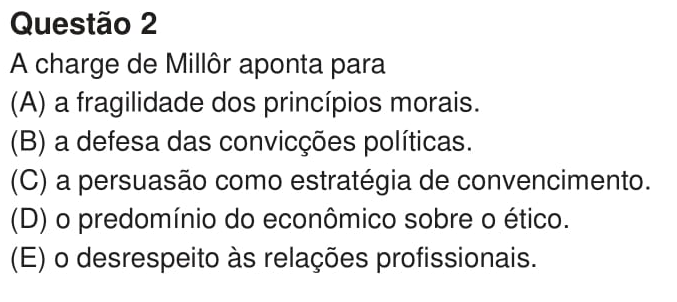 Questão 2
A charge de Millôr aponta para
(A) a fragilidade dos princípios morais.
(B) a defesa das convicções políticas.
(C) a persuasão como estratégia de convencimento.
(D) o predomínio do econômico sobre o ético.
(E) o desrespeito às relações profissionais.